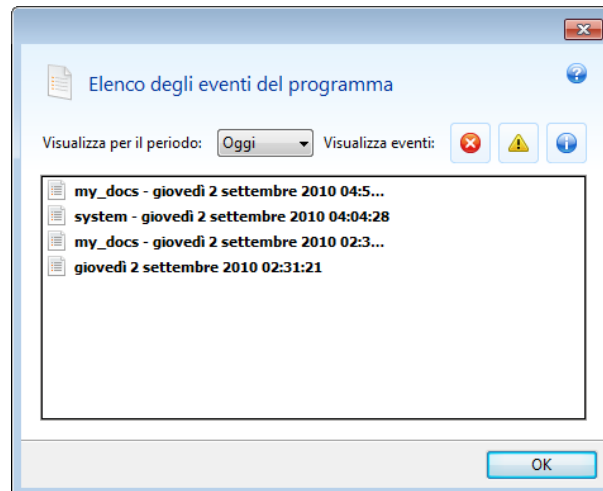 Elenco degli eventi del programma
Visualizza per il periodo: Oggi Visualizza eventi:
my_docs - giovedì 2 settembre 2010 04:5...
system - giovedì 2 settembre 2010 04:04:28
my_docs - giovedì 2 settembre 2010 02:3...
giovedì 2 settembre 2010 02:31:21
OK